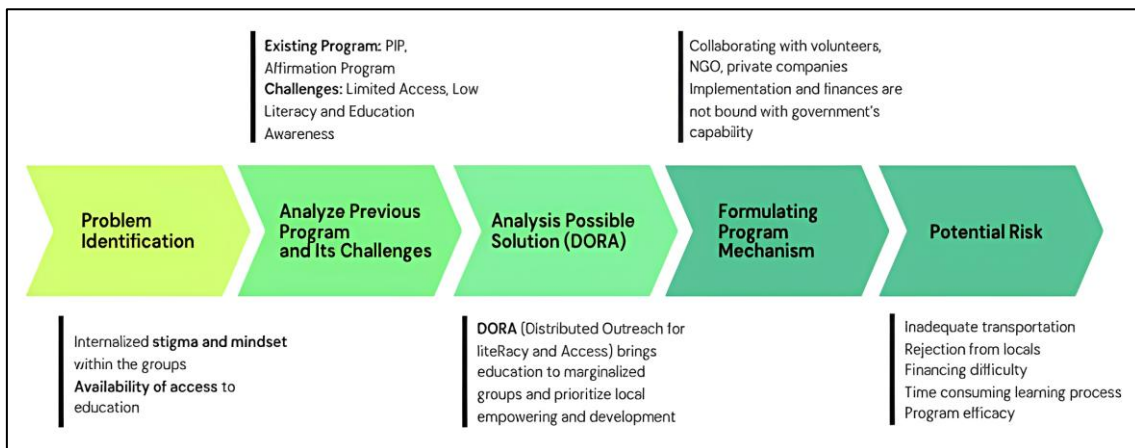 Existing Program: PIP,
Affirmation Program
Challenges: Limited Access, Low
Literacy and Education
Awareness
Collaborating with volunteers,
NGO, private companies
Implementation and finances are
not bound with government's
capability
Problem
Identification
Analyze Previous
Program
and Its Challenges
Analysis Possible
Solution (DORA)
Formulating
Program
Mechanism
Potential Risk
Internalized stigma and mindset
within the groups
Availability of access to
education
DORA (Distributed Outreach for
liteRacy and Access) brings
education to marginalized
groups and prioritize local
empowering and development
Inadequate transportation
Rejection from locals
Financing difficulty
Time consuming learning process
Program efficacy